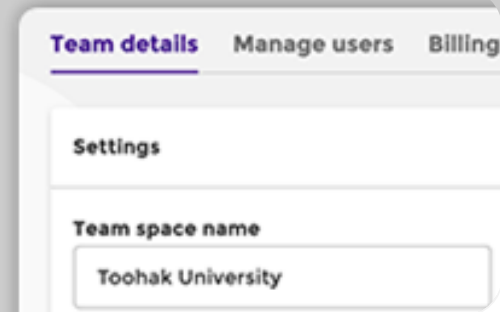 Team details Manage users Billing
Settings
Team space name
Toohak University